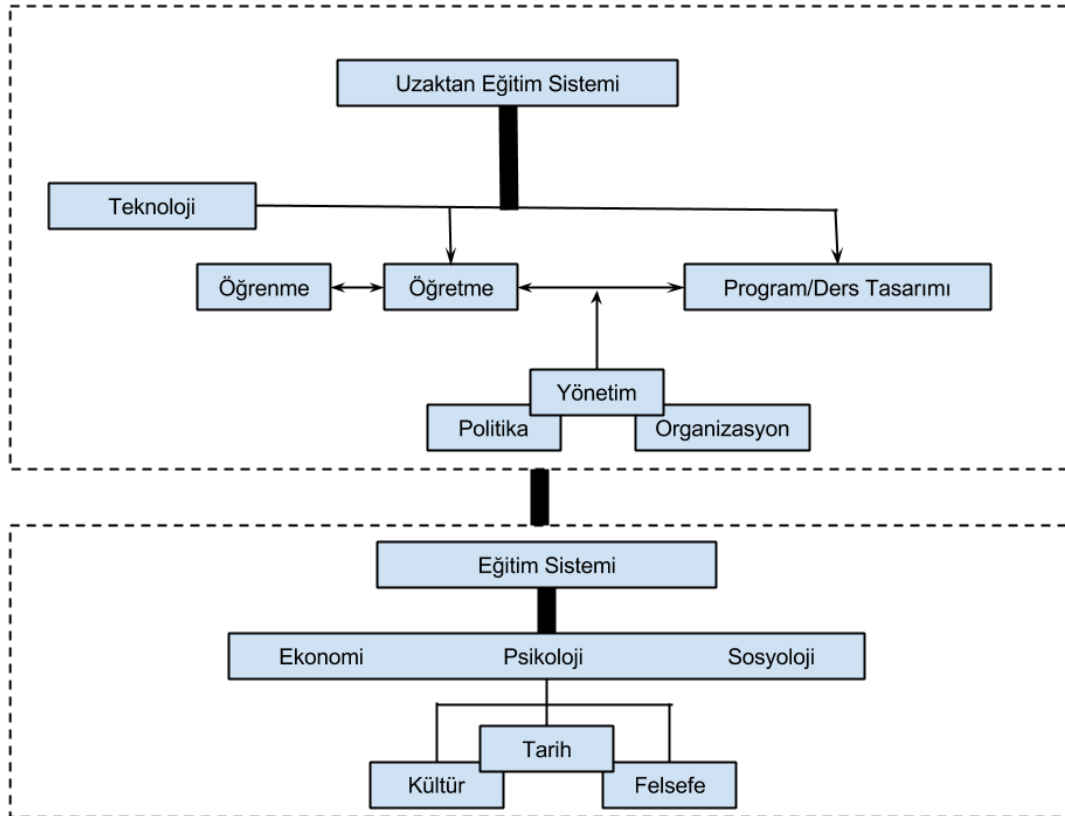 Uzaktan Eğitim Sistemi
Teknoloji
Öğrenme
Öğretme
Program/Ders Tasarımı
Yönetim
Politika
Organizasyon
Eğitim Sistemi
Ekonomi Psikoloji Sosyoloji
Tarih
Kültür
Felsefe